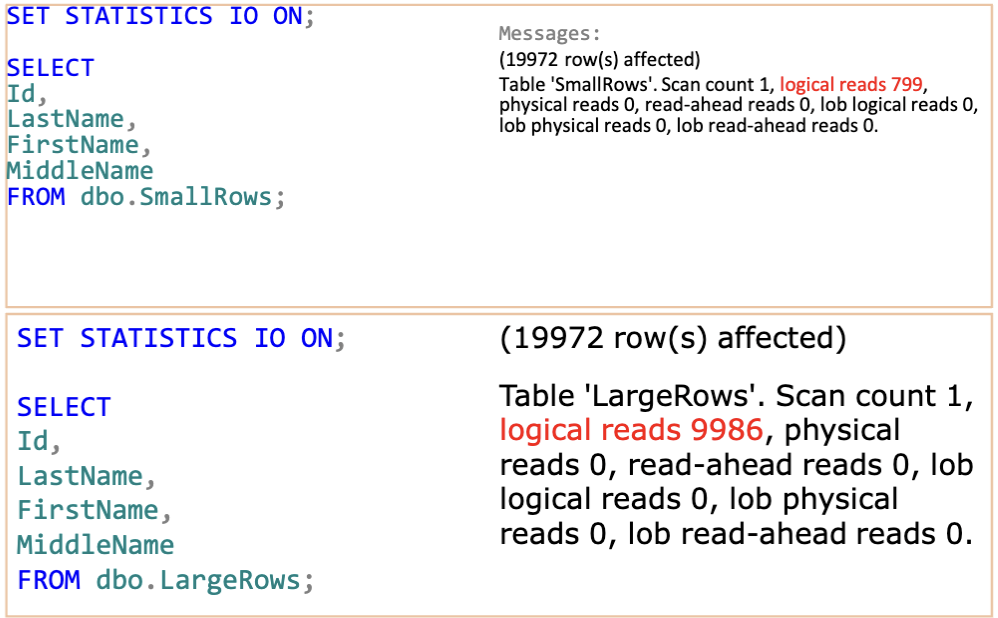 SET STATISTICS IO ON;
SELECT
Id,
LastName,
FirstName,
MiddleName
FROM dbo.SmallRows;
Messages:
(19972 row(s) affected)
Table 'SmallRows'. Scan count 1, logical reads 799,
physical reads 0, read-ahead reads 0, lob logical reads 0,
lob physical reads 0, lob read-ahead reads 0.
SET STATISTICS IO ON;
SELECT
Id,
LastName,
FirstName,
MiddleName
FROM dbo.LargeRows;
(19972 row(s) affected)
Table 'LargeRows'. Scan count 1,
logical reads 9986, physical
reads 0, read-ahead reads 0, lob
logical reads 0, lob physical
reads 0, lob read-ahead reads 0.